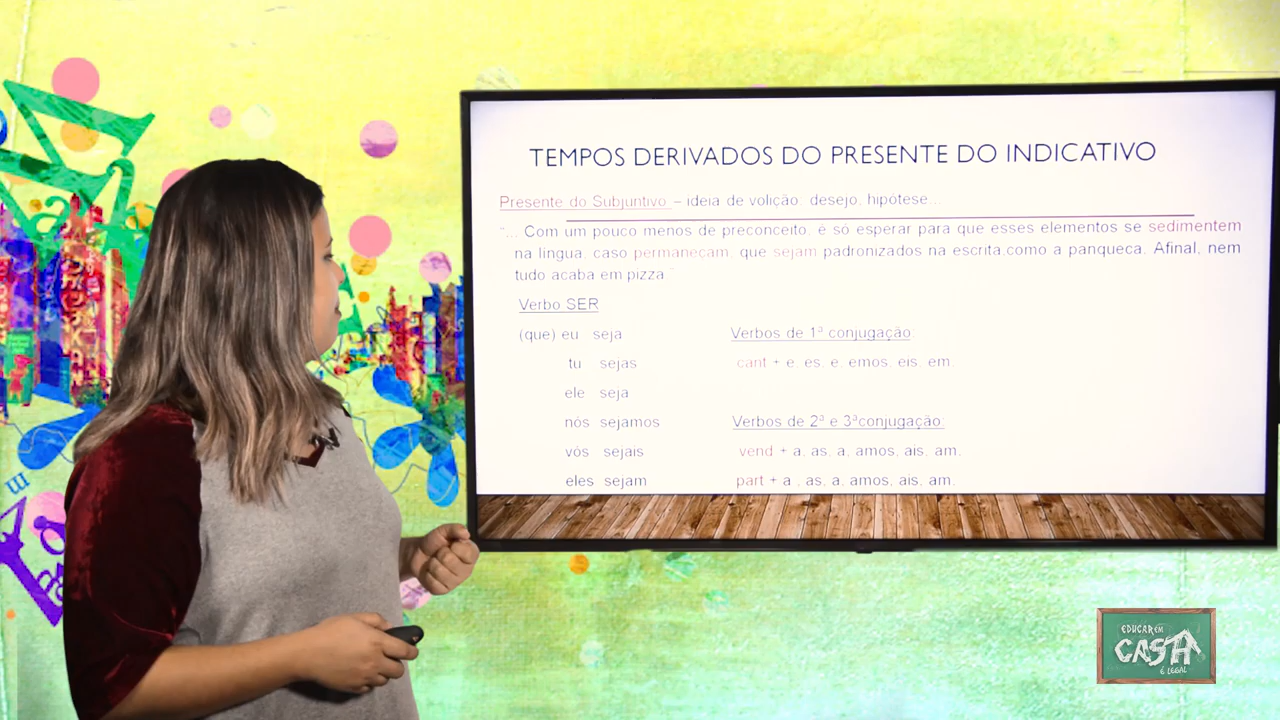 TEMPOS DERIVADOS DO PRESENTE DO INDICATIVO
Presente do Subjuntivo – ideia de volição, desejo, hipótese...
“... Com um pouco menos de preconceito, é só esperar para que esses elementos se sedimentem
na língua, caso permaneçam, que sejam padronizados na escrita como a panqueca. Afinal, nem
tudo acaba em pizza”
Verbo SER
(que) eu seja
tu sejas
ele seja
nós sejamos
vós sejais
eles sejam
Verbos de 1ª conjugação:
cant + e, es, e, emos, eis, em.
Verbos de 2ª e 3ªconjugação:
vend + a, as, a, amos, ais, am.
part + a , as, a, amos, ais, am.
EDUCAR EM
CASA
É LEGAL